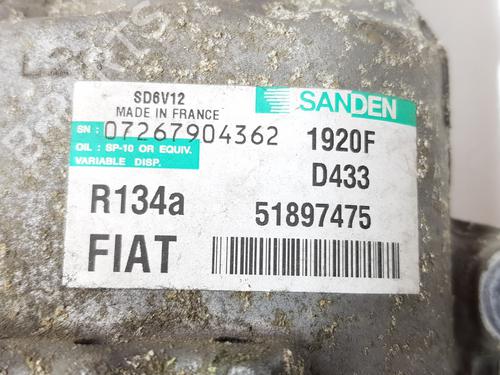 SD6V12
MADE IN FRANCE
SANDEN
SN: 07267904362
1920F
OIL: SP-10 OR EQUIV.
VARIABLE DISP.
D433
R134a
51897475
FIAT